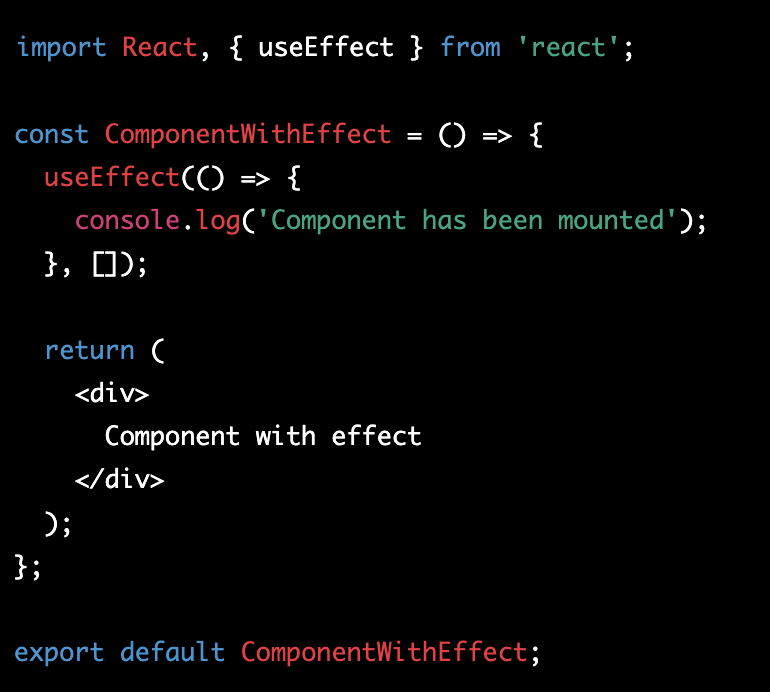 import React, { useEffect } from 'react';

const ComponentWithEffect = () => {
  useEffect(() => {
    console.log('Component has been mounted');
  }, []);

  return (
    <div>
      Component with effect
    </div>
  );
};

export default ComponentWithEffect;